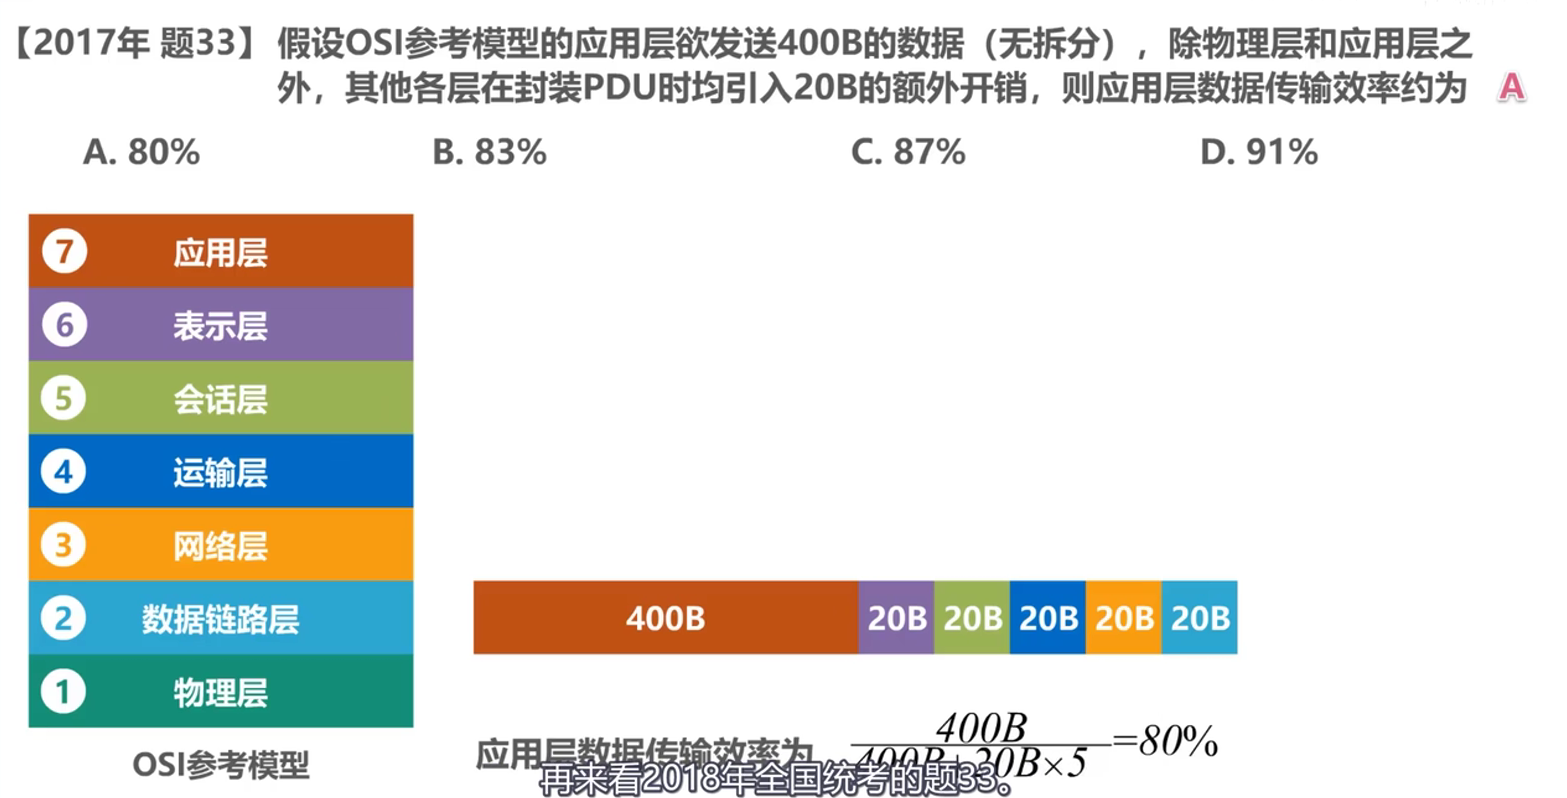 【2017年 题33】 假设OSI参考模型的应用层欲发送400B的数据（无拆分），除物理层和应用层之
外，其他各层在封装PDU时均引入20B的额外开销，则应用层数据传输效率约为 A
A. 80% B. 83% C. 87% D. 91%
7 应用层
6 表示层
5 会话层
4 运输层
3 网络层
2 数据链路层
400B 20B 20B 20B 20B 20B
1 物理层
OSI参考模型
应用层数据传输效率为 400B
400B+20B×5 =80%
再来看2018年全国统考的题33。